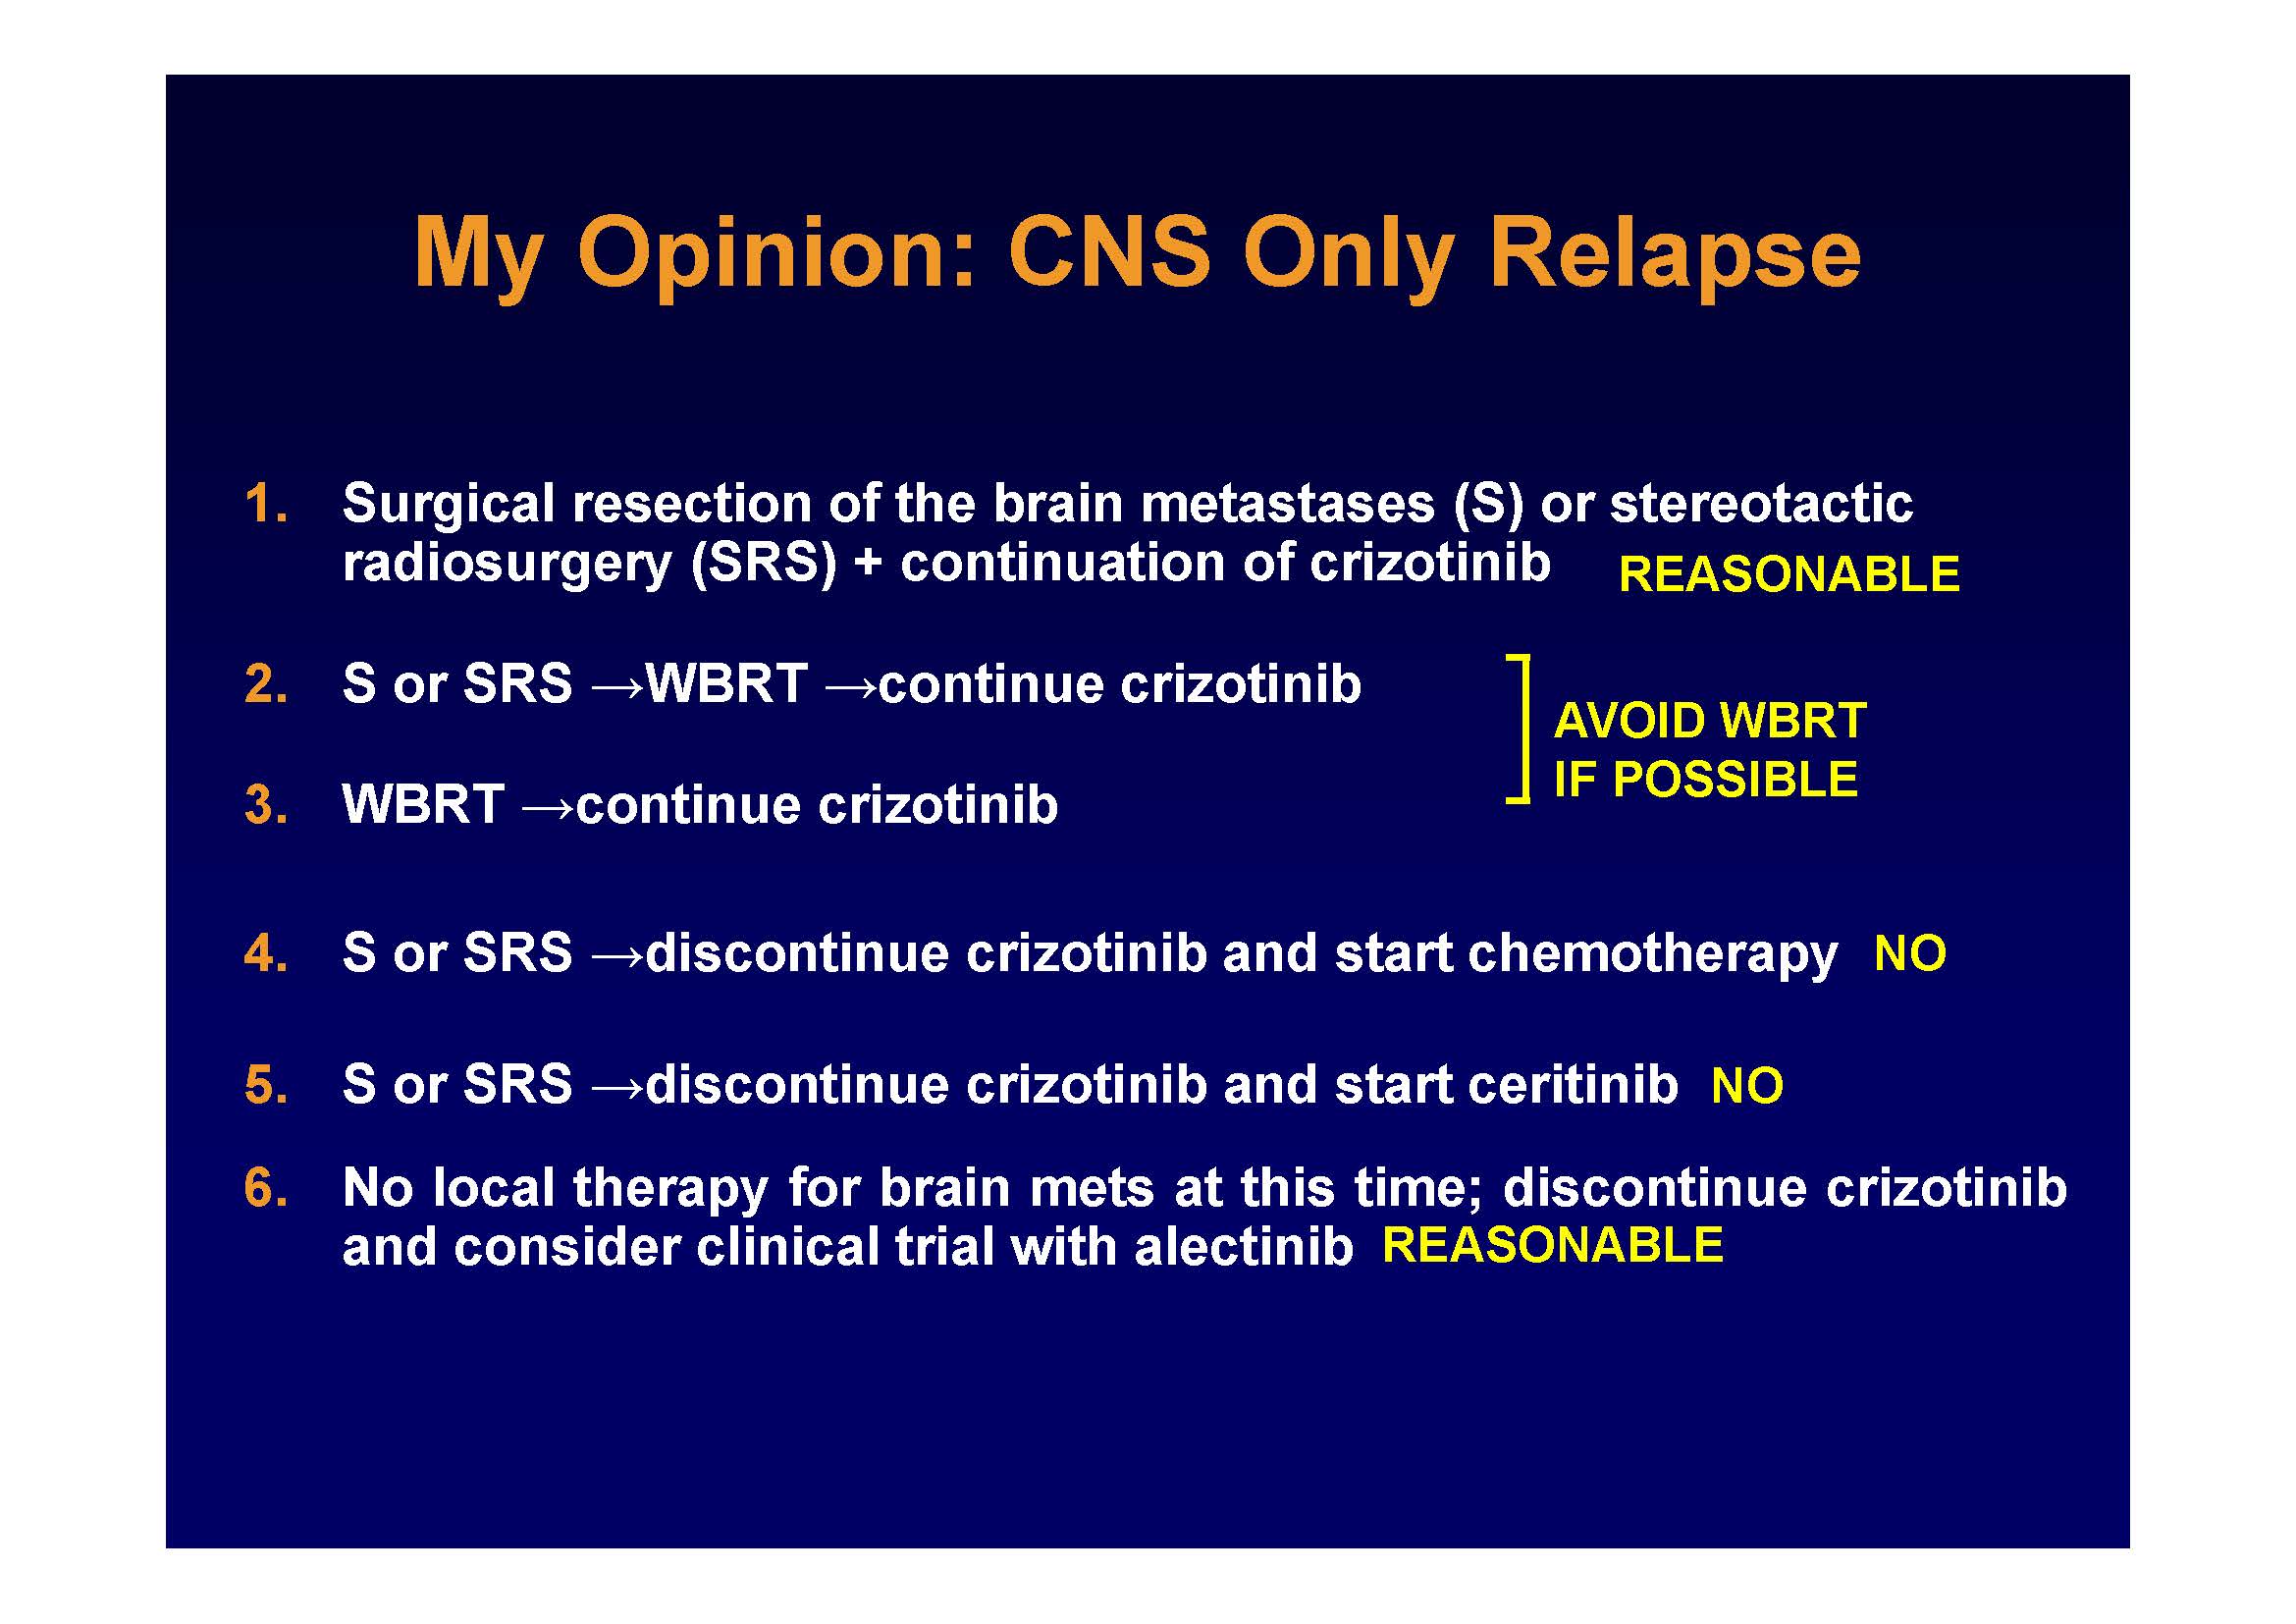 My Opinion: CNS Only Relapse
1. Surgical resection of the brain metastases (S) or stereotactic
radiosurgery (SRS) + continuation of crizotinib REASONABLE
2. S or SRS →WBRT →continue crizotinib
AVOID WBRT
IF POSSIBLE
3. WBRT →continue crizotinib
4. S or SRS →discontinue crizotinib and start chemotherapy NO
5. S or SRS →discontinue crizotinib and start ceritinib NO
6. No local therapy for brain mets at this time; discontinue crizotinib
and consider clinical trial with alectinib REASONABLE